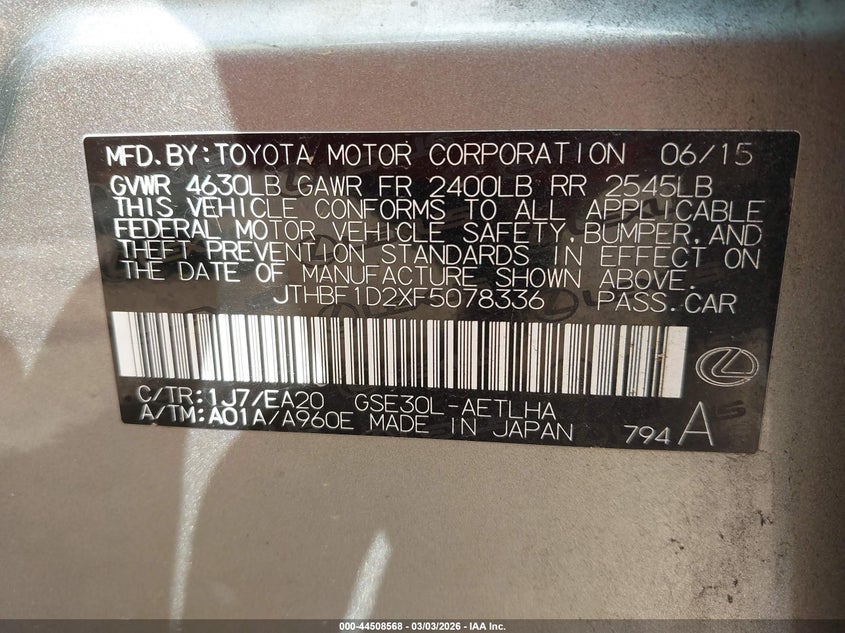 MFD.BY:TOYOTA MOTOR CORPORATION 06/15
GVWR 4630LB GAWR FR 2400LB RR 2545LB
THIS VEHICLE CONFORMS TO ALL APPLICABLE
FEDERAL MOTOR VEHICLE SAFETY,BUMPER,AND
THEFT PREVENTION STANDARDS IN EFFECT ON
THE DATE OF MANUFACTURE SHOWN ABOVE.
JTHBF1D2XF5078336 PASS.CAR
C/TR:1J7/EA20 GSE30L-AETLHA
A/TM:A01A/A960E MADE IN JAPAN 794 A
000-44508568 - 03/03/2026 - IAA Inc.